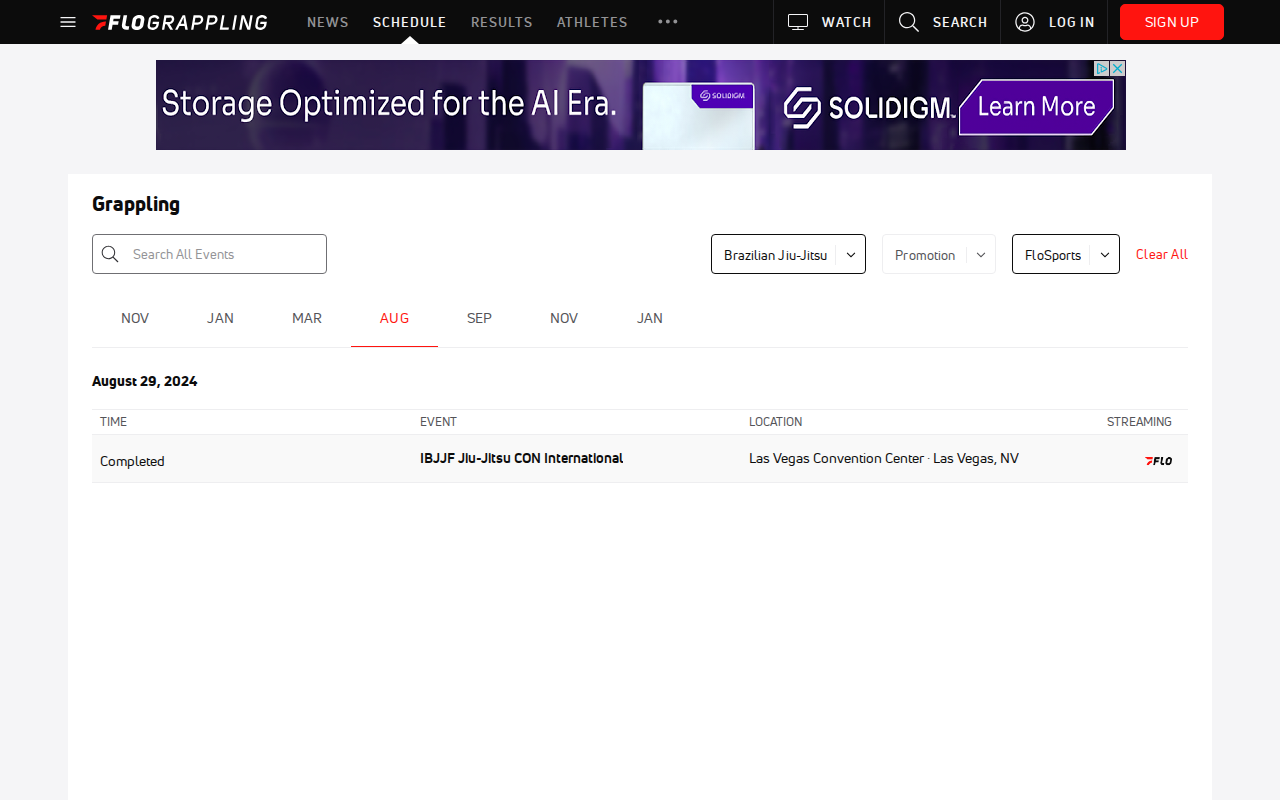 FLOGRAPPLING NEWS SCHEDULE RESULTS ATHLETES WATCH SEARCH LOG IN SIGN UP
Storage Optimized for the AI Era. SOLIDIGM SOLIDIGM. Learn More
Grappling
Search All Events Brazilian Jiu-Jitsu Promotion FloSports Clear All
NOV JAN MAR AUG SEP NOV JAN
August 29, 2024
TIME EVENT LOCATION STREAMING
Completed IBJJF Jiu-Jitsu CON International Las Vegas Convention Center · Las Vegas, NV FLO